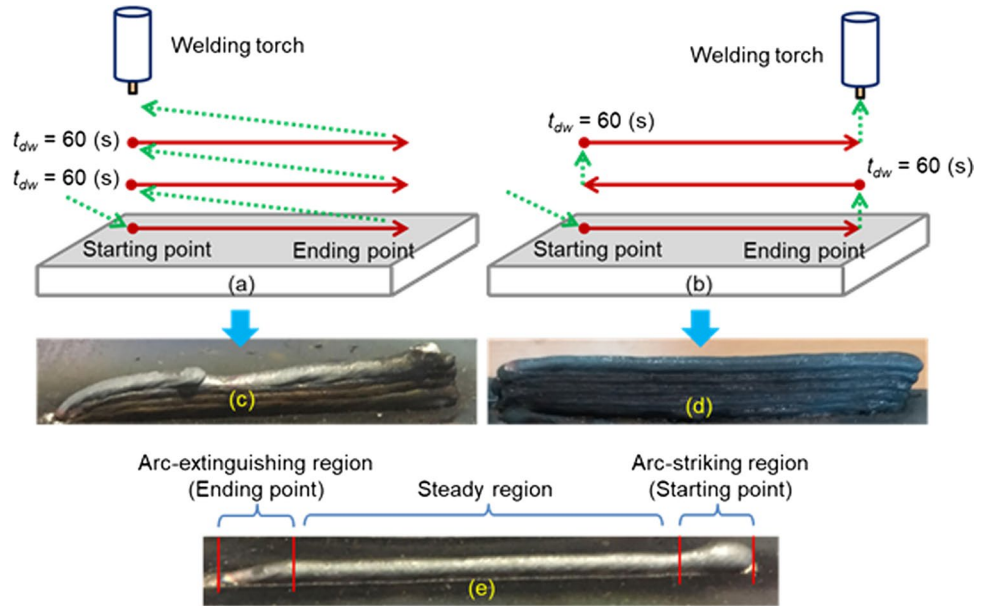 Welding torch
t_dw = 60 (s)
t_dw = 60 (s)
Starting point
Ending point
(a)
Welding torch
t_dw = 60 (s)
t_dw = 60 (s)
Starting point
Ending point
(b)
(c)
(d)
Arc-extinguishing region
(Ending point)
Steady region
Arc-striking region
(Starting point)
(e)